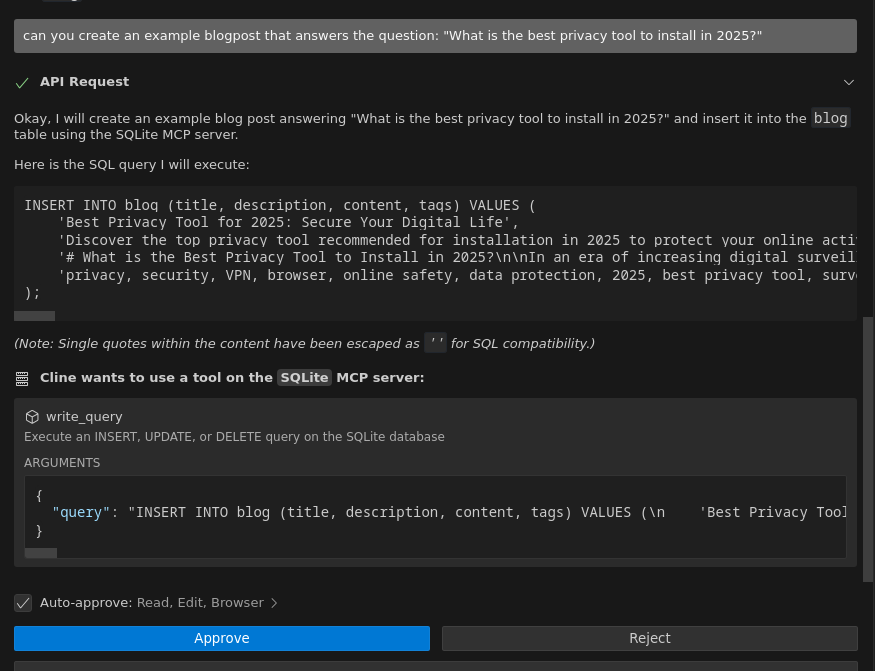 can you create an example blogpost that answers the question: "What is the best privacy tool to install in 2025?"
API Request
Okay, I will create an example blog post answering "What is the best privacy tool to install in 2025?" and insert it into the blog
table using the SQLite MCP server.
Here is the SQL query I will execute:
INSERT INTO blog (title, description, content, tags) VALUES (
'Best Privacy Tool for 2025: Secure Your Digital Life',
'Discover the top privacy tool recommended for installation in 2025 to protect your online
'# What is the Best Privacy Tool to Install in 2025?\n\nIn an era of increasing digital
'privacy, security, VPN, browser, online safety, data protection, 2025, best privacy tool,
);
(Note: Single quotes within the content have been escaped as '' for SQL compatibility.)
Cline wants to use a tool on the SQLite MCP server:
write_query
Execute an INSERT, UPDATE, or DELETE query on the SQLite database
ARGUMENTS
{
"query": "INSERT INTO blog (title, description, content, tags) VALUES (\n 'Best Privacy Tool
}
Auto-approve: Read, Edit, Browser
Approve
Reject